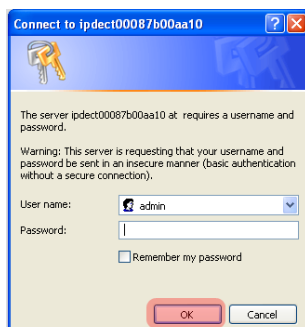 Connect to ipdect00087b00aa10
The server ipdect00087b00aa10 at requires a username and
password.
Warning: This server is requesting that your username and
password be sent in an insecure manner (basic authentication
without a secure connection).
User name:
admin
Password:
Remember my password
OK
Cancel